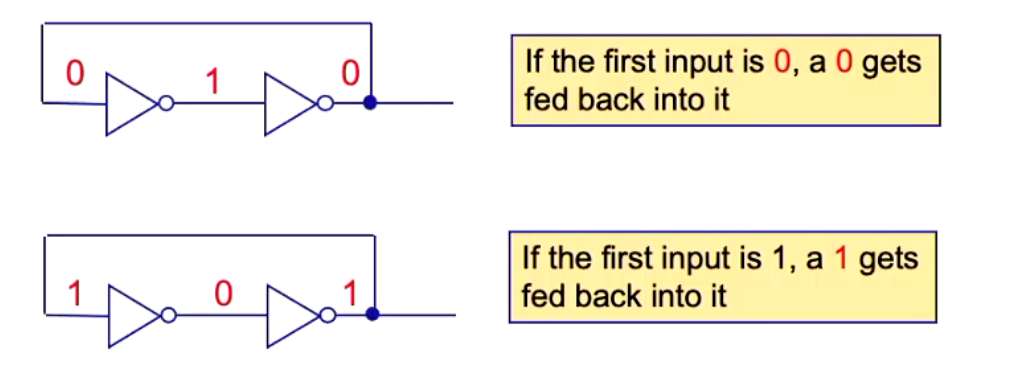 0 1 0
If the first input is 0, a 0 gets
fed back into it
1 0 1
If the first input is 1, a 1 gets
fed back into it